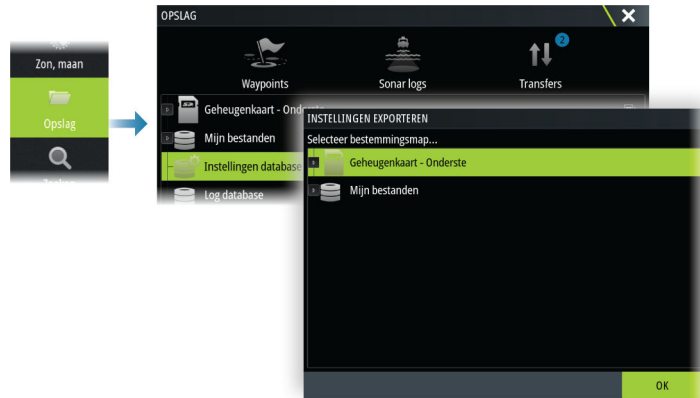 OPSLAG
Zon, maan
Opslag
Waypoints
Sonar logs
2
Transfers
Geheugenkaart - Onderste
Mijn bestanden
Instellingen database
Log database
INSTELLINGEN EXPORTEREN
Selecteer bestemmingsmap...
Geheugenkaart - Onderste
Mijn bestanden
OK